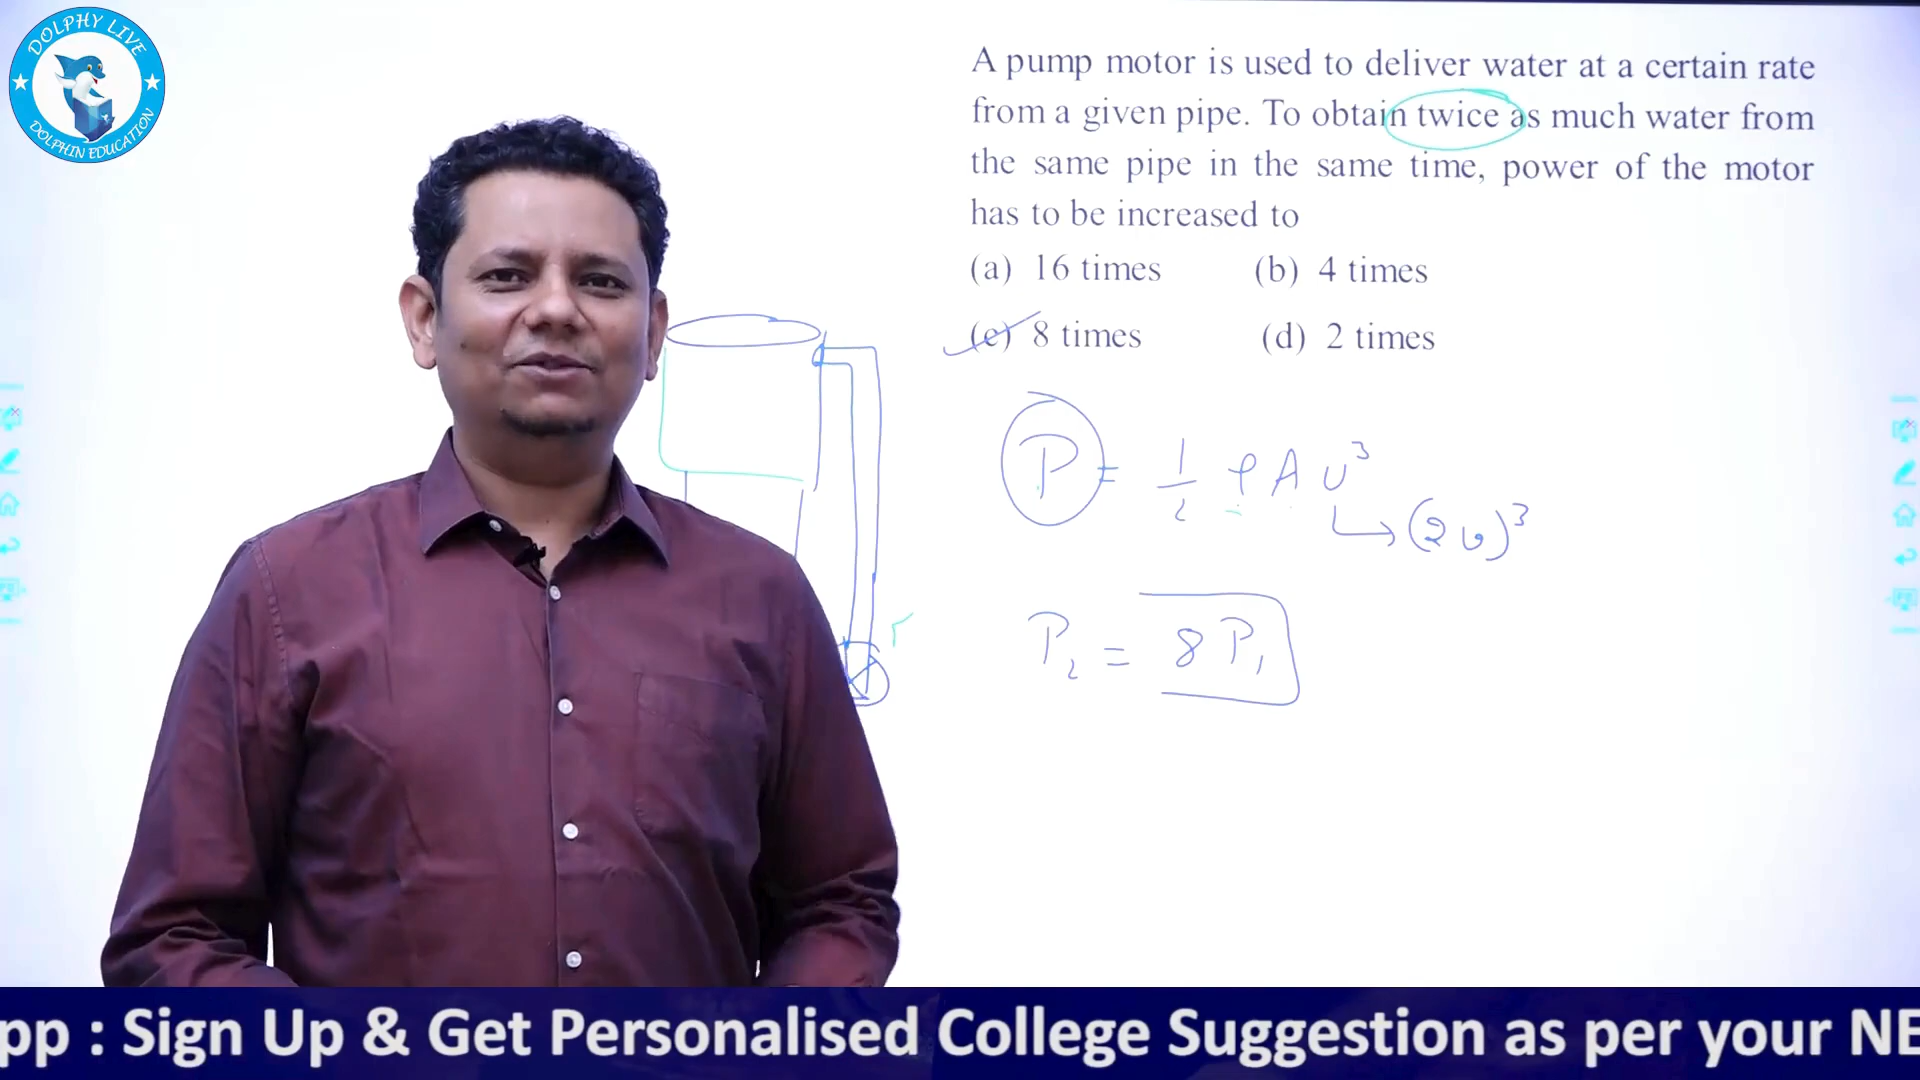 DOLPHY LIVE
DOLPHIN EDUCATION
A pump motor is used to deliver water at a certain rate
from a given pipe. To obtain twice as much water from
the same pipe in the same time, power of the motor
has to be increased to
(a) 16 times (b) 4 times
(c) 8 times (d) 2 times
P = 1/2 ρ A v³
↳ (2v)³
P₂ = 8P₁
pp : Sign Up & Get Personalised College Suggestion as per your NE